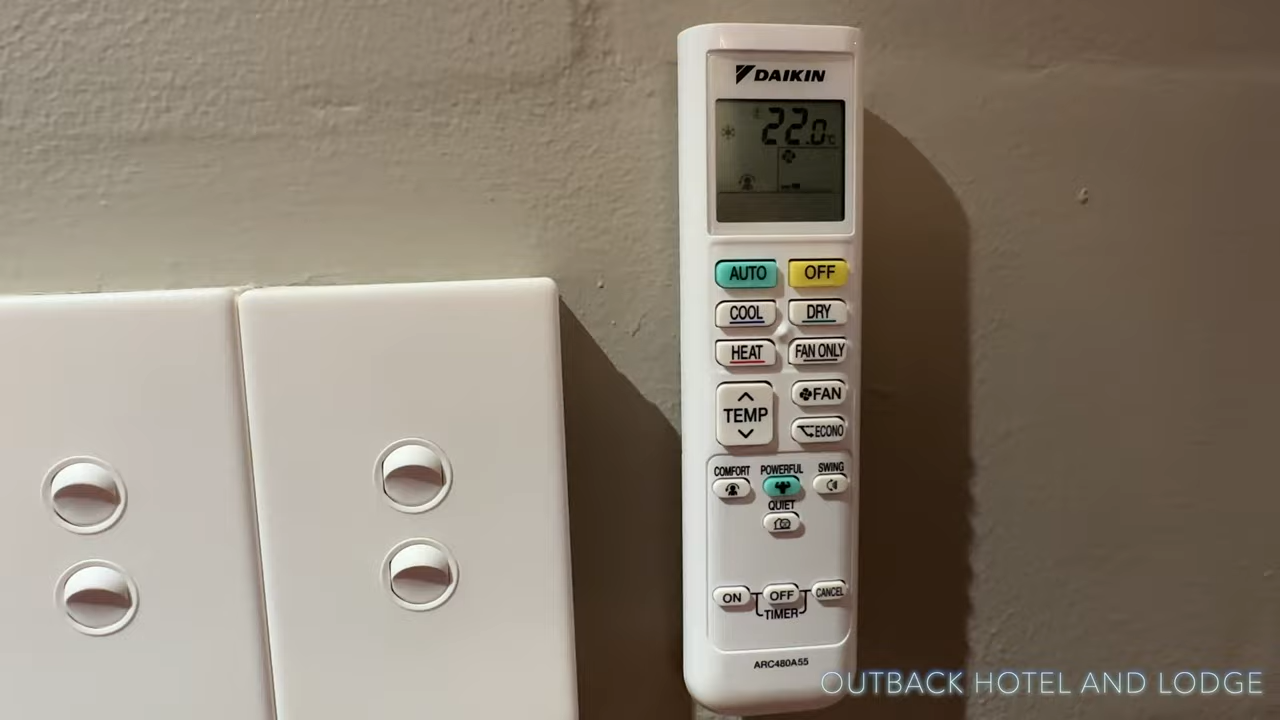 DAIKIN
22.0°C
AUTO OFF
COOL DRY
HEAT FAN ONLY
TEMP FAN
ECONO
COMFORT POWERFUL SWING
QUIET
ON OFF CANCEL
TIMER
ARC480A55
OUTBACK HOTEL AND LODGE